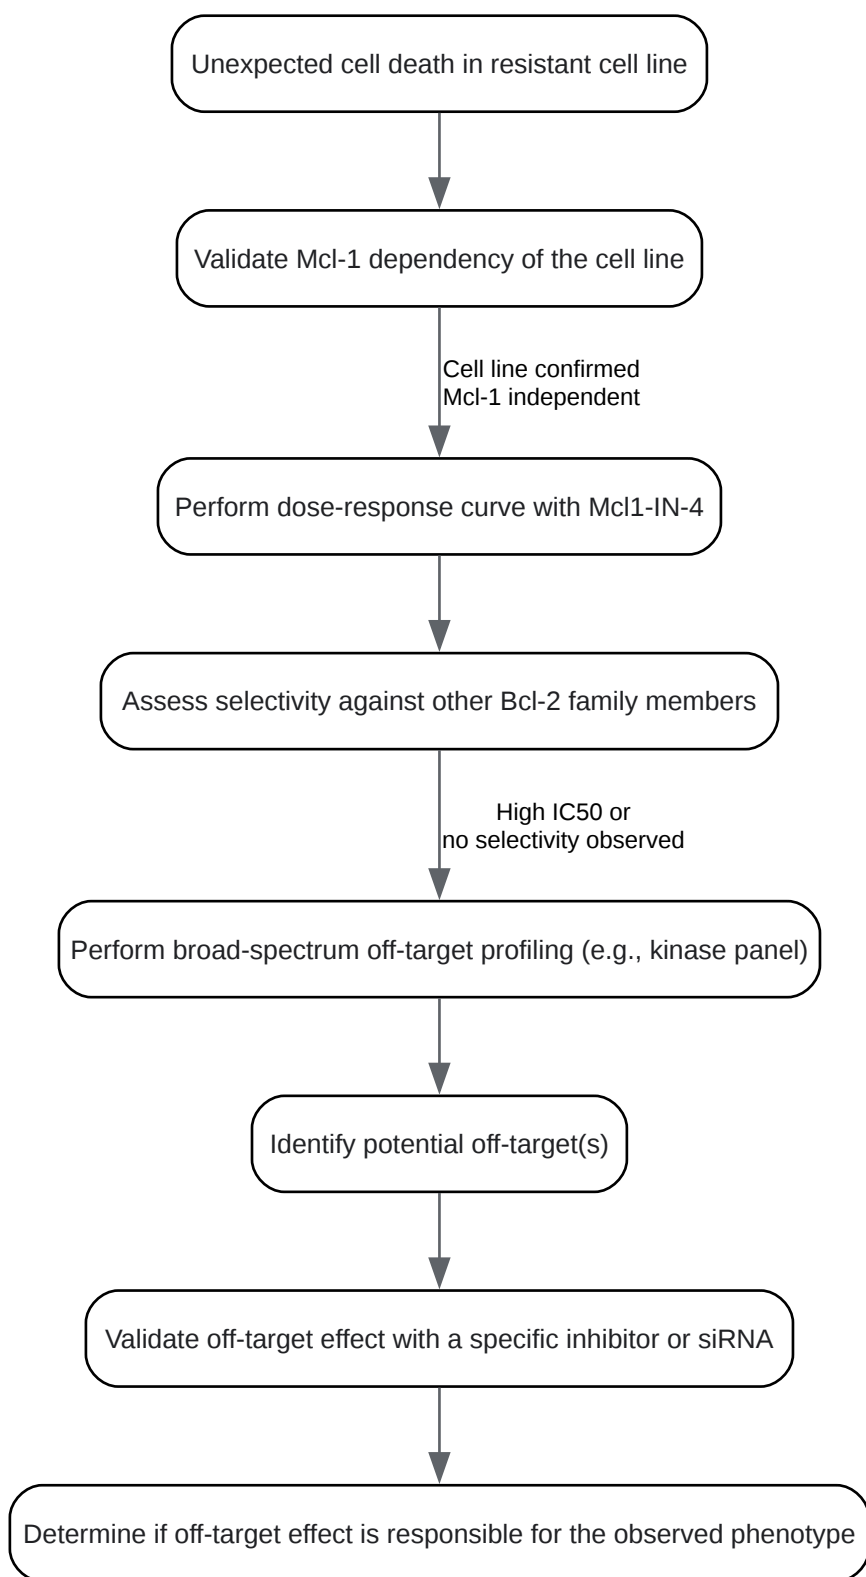 Unexpected cell death in resistant cell line
Validate Mcl-1 dependency of the cell line
Cell line confirmed
Mcl-1 independent
Perform dose-response curve with Mcl1-IN-4
Assess selectivity against other Bcl-2 family members
High IC50 or
no selectivity observed
Perform broad-spectrum off-target profiling (e.g., kinase panel)
Identify potential off-target(s)
Validate off-target effect with a specific inhibitor or siRNA
Determine if off-target effect is responsible for the observed phenotype